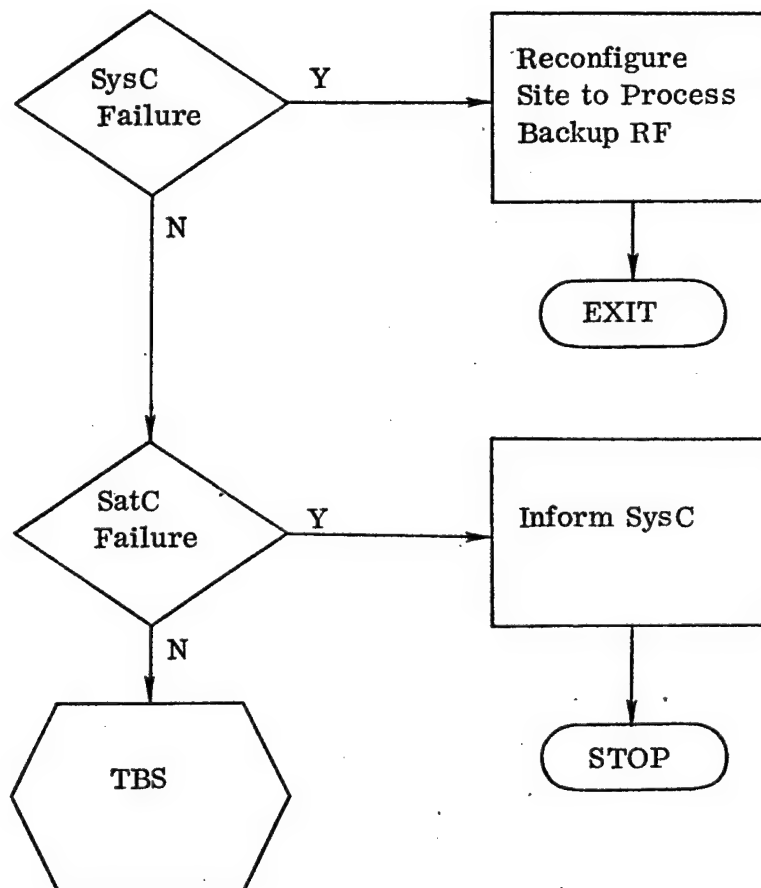 SysC
Failure
Y
Reconfigure
Site to Process
Backup RF
N
EXIT
SatC
Failure
Y
Inform SysC
N
STOP
TBS